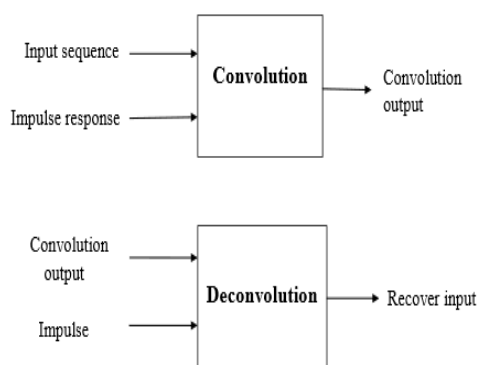 Input sequence
Impulse response
Convolution
Convolution
output
Convolution
output
Impulse
Deconvolution
Recover input